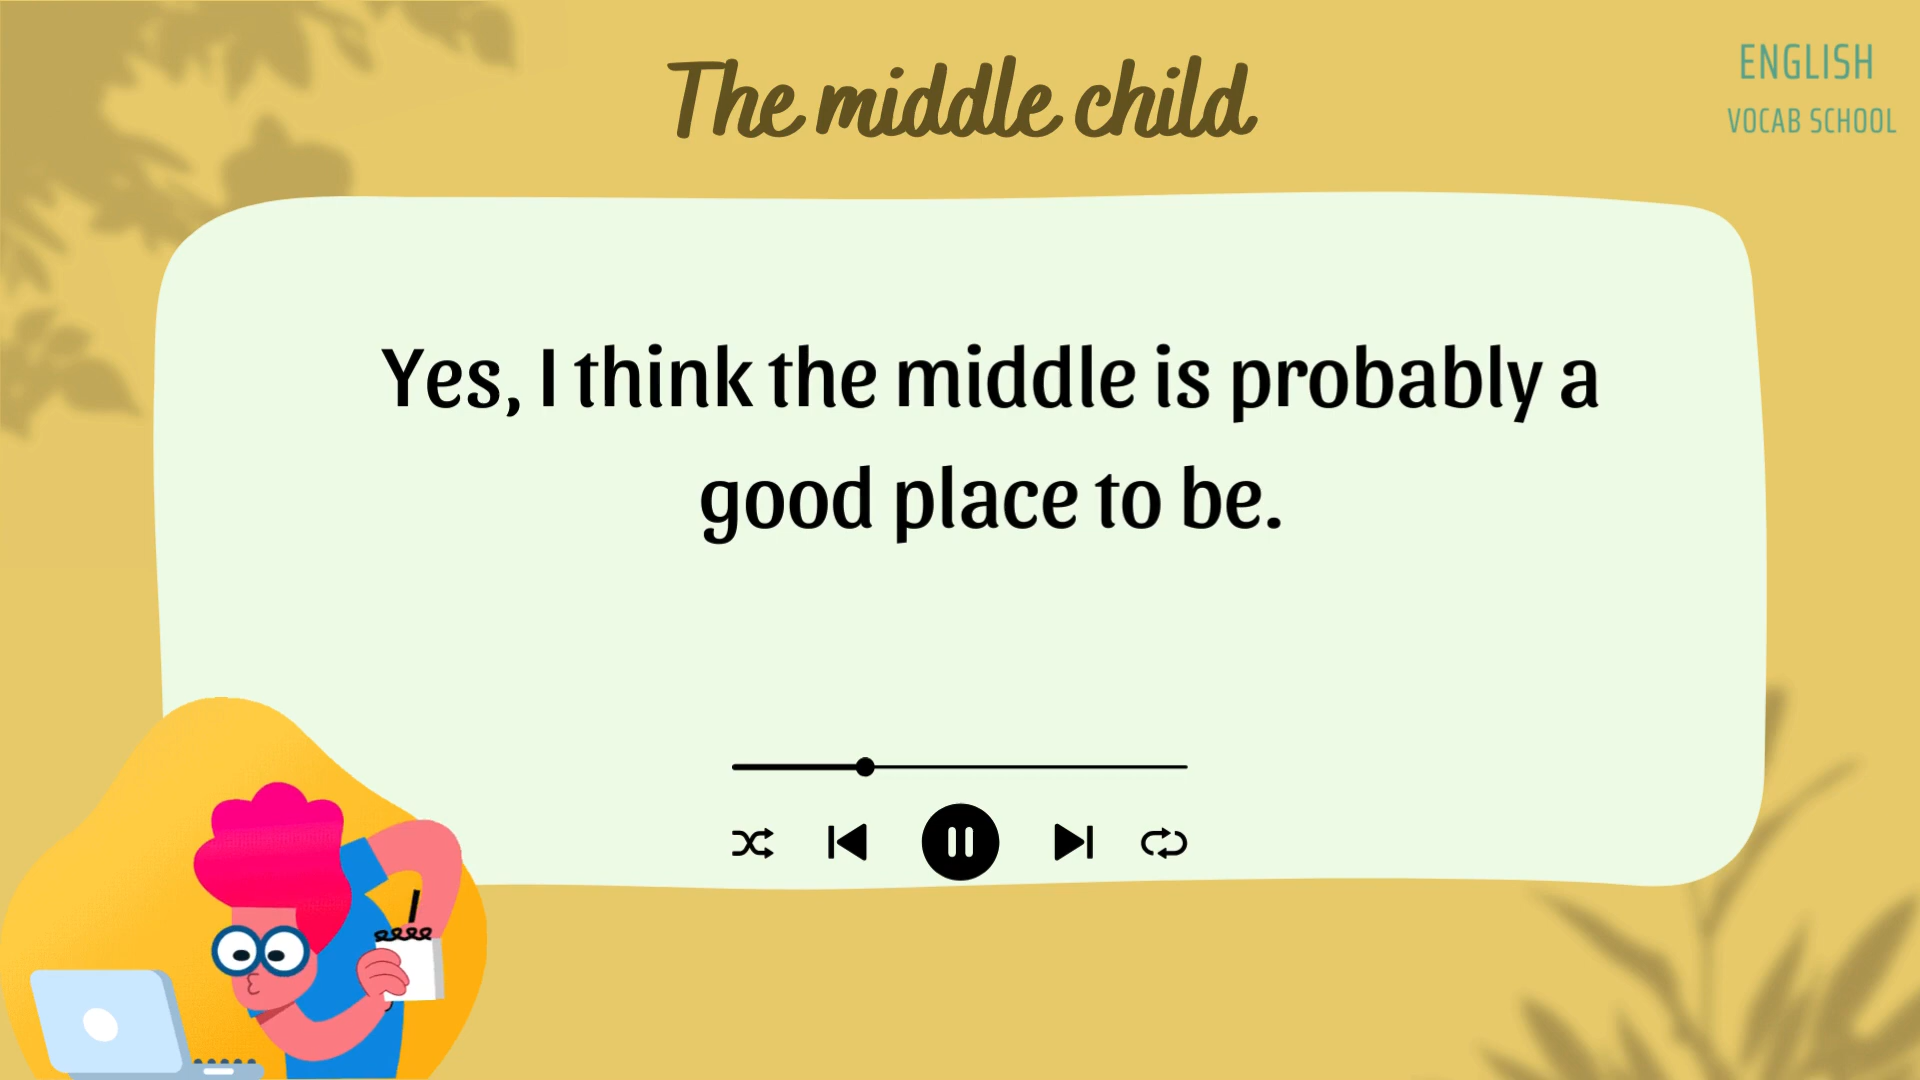 The middle child
ENGLISH
VOCAB SCHOOL
Yes, I think the middle is probably a
good place to be.